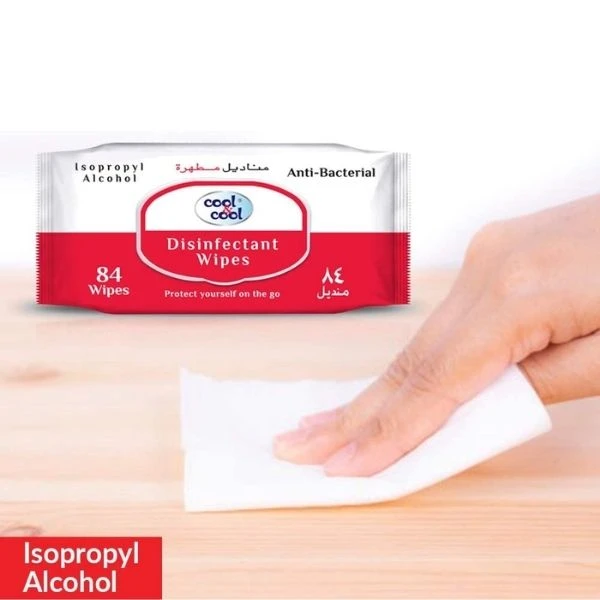 Isopropyl
Alcohol
مناديل مطهرة
Anti-Bacterial
cool
& cool
Disinfectant
Wipes
84
Wipes
Protect yourself on the go
٨٤
منديل
Isopropyl
Alcohol